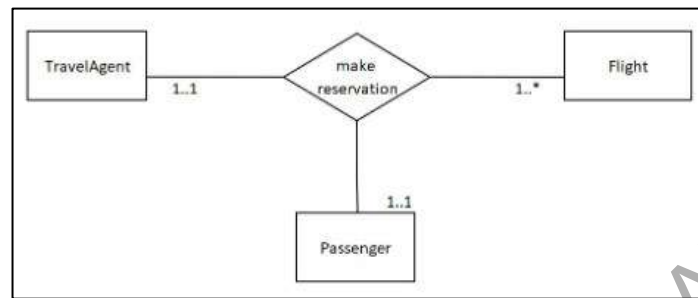 TravelAgent
make
reservation
Flight
1..1
1..*
1..1
Passenger